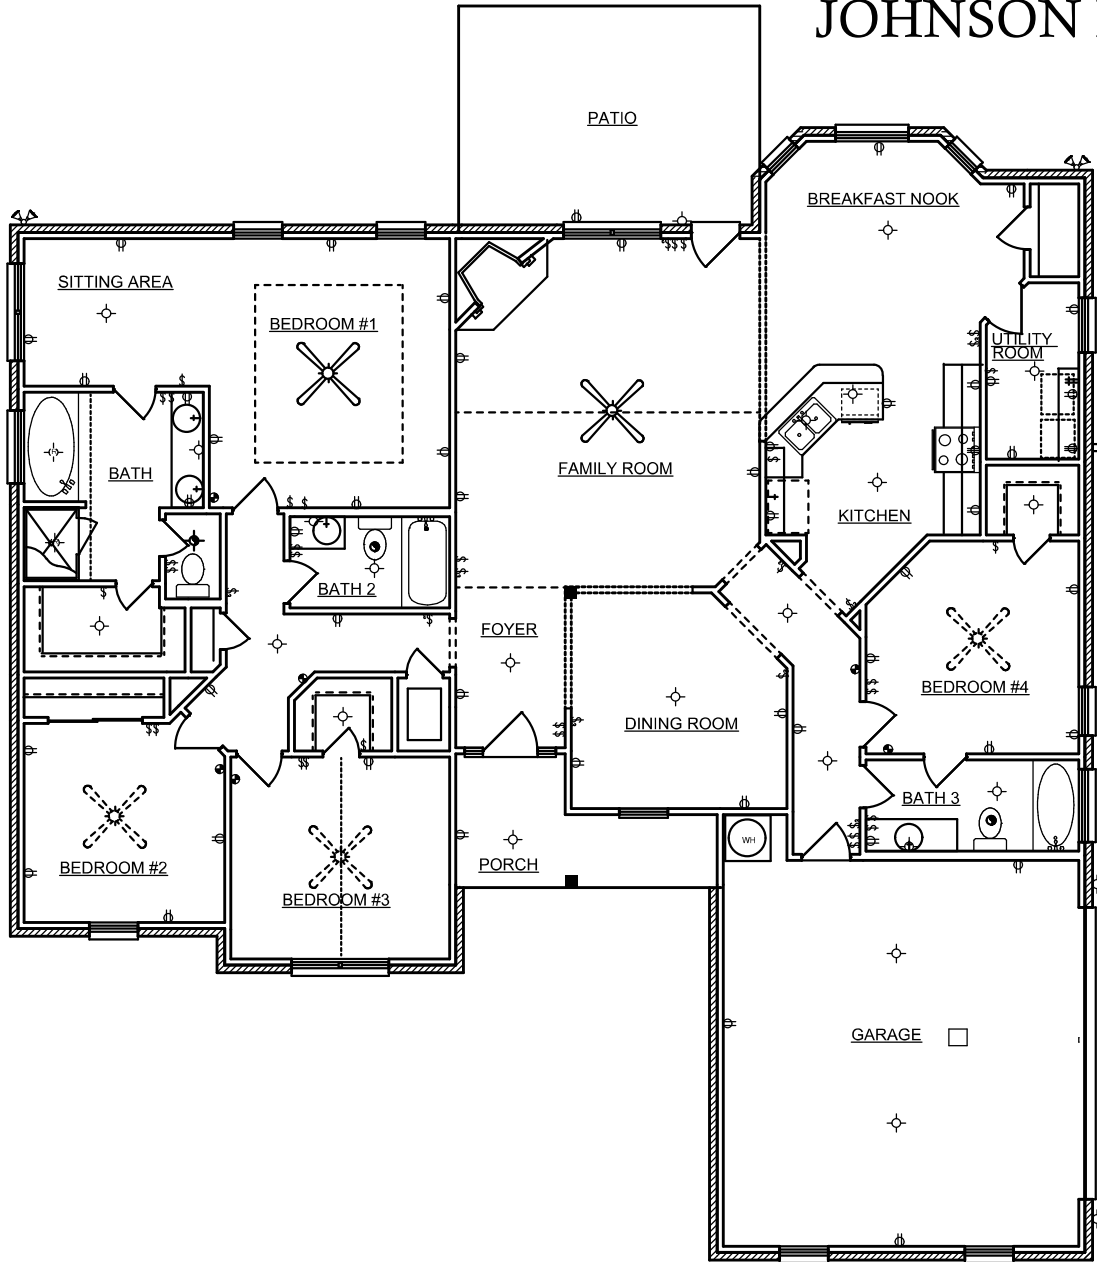 JOHNSON
PATIO
BREAKFAST NOOK
SITTING AREA
BEDROOM #1
UTILITY
ROOM
FAMILY ROOM
BATH
KITCHEN
BATH 2
FOYER
BEDROOM #4
DINING ROOM
BATH 3
WH
PORCH
BEDROOM #2
BEDROOM #3
GARAGE